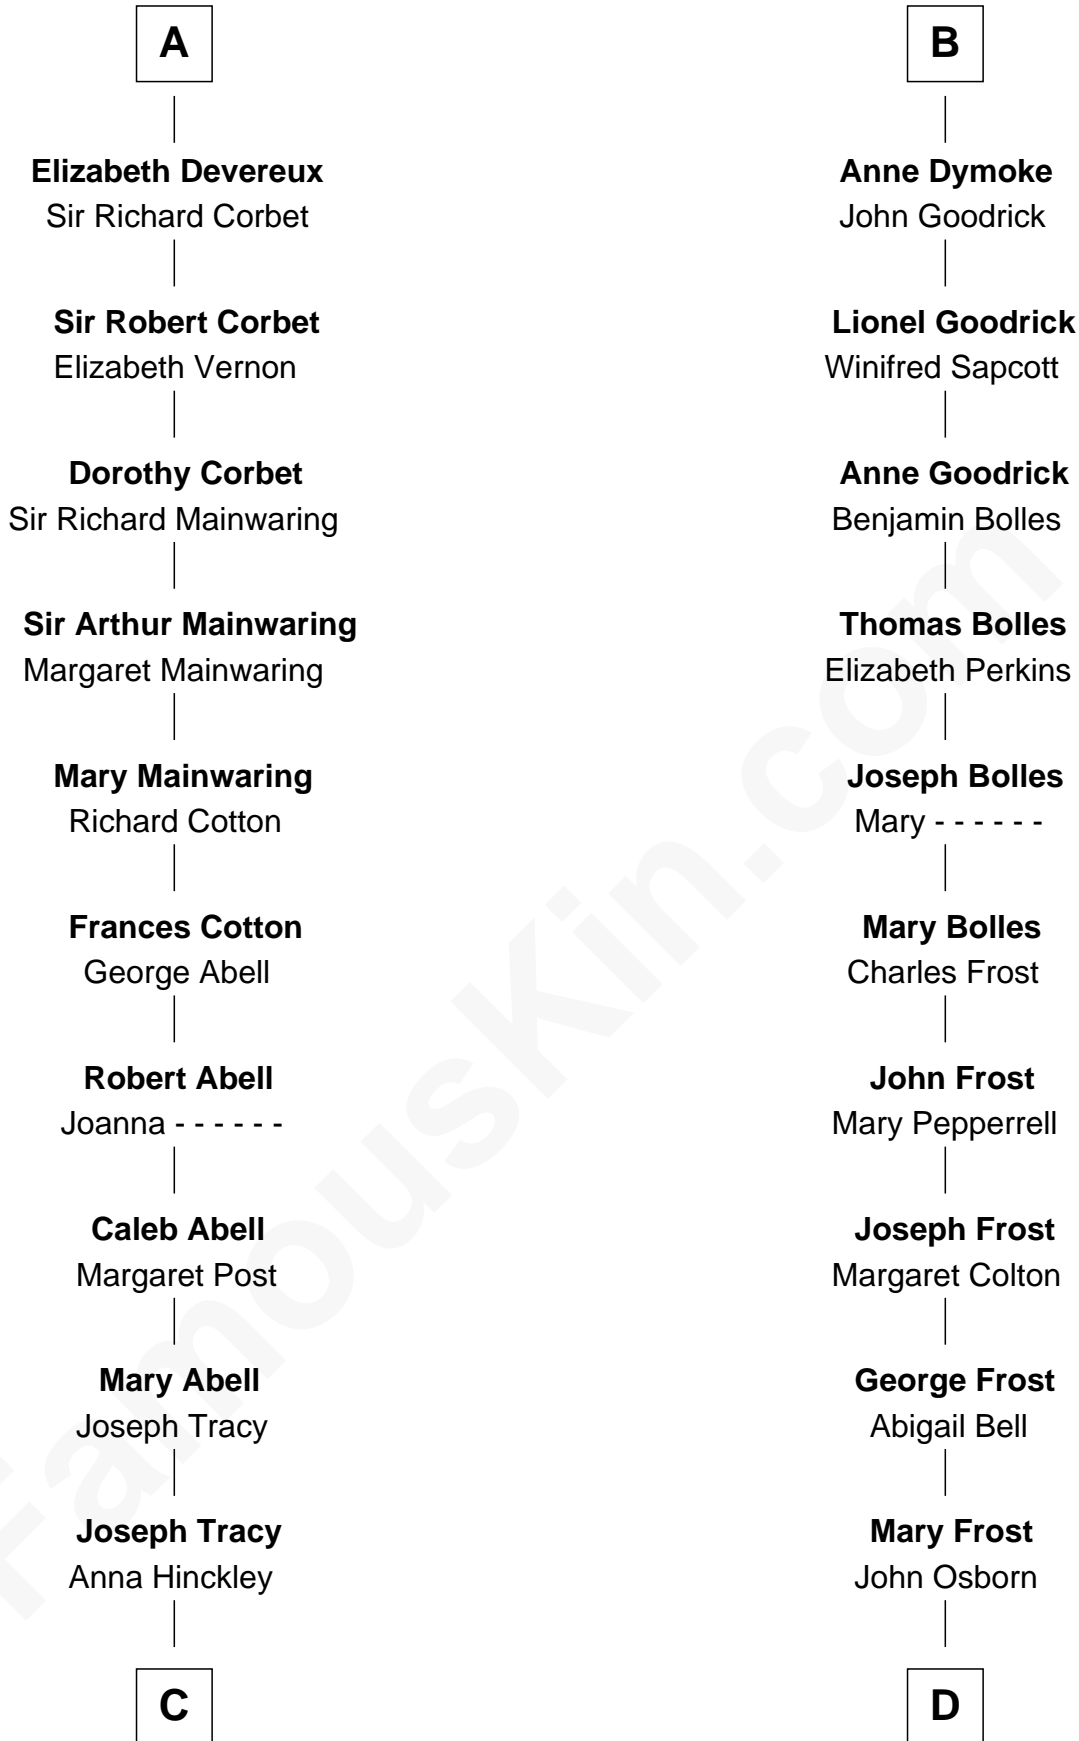 A
Elizabeth Devereux
Sir Richard Corbet
Sir Robert Corbet
Elizabeth Vernon
Dorothy Corbet
Sir Richard Mainwaring
Sir Arthur Mainwaring
Margaret Mainwaring
Mary Mainwaring
Richard Cotton
Frances Cotton
George Abell
Robert Abell
Joanna - - - - - -
Caleb Abell
Margaret Post
Mary Abell
Joseph Tracy
Joseph Tracy
Anna Hinckley
C
B
Anne Dymoke
John Goodrick
Lionel Goodrick
Winifred Sapcott
Anne Goodrick
Benjamin Bolles
Thomas Bolles
Elizabeth Perkins
Joseph Bolles
Mary - - - - - -
Mary Bolles
Charles Frost
John Frost
Mary Pepperrell
Joseph Frost
Margaret Colton
George Frost
Abigail Bell
Mary Frost
John Osborn
D
FamousKin.com